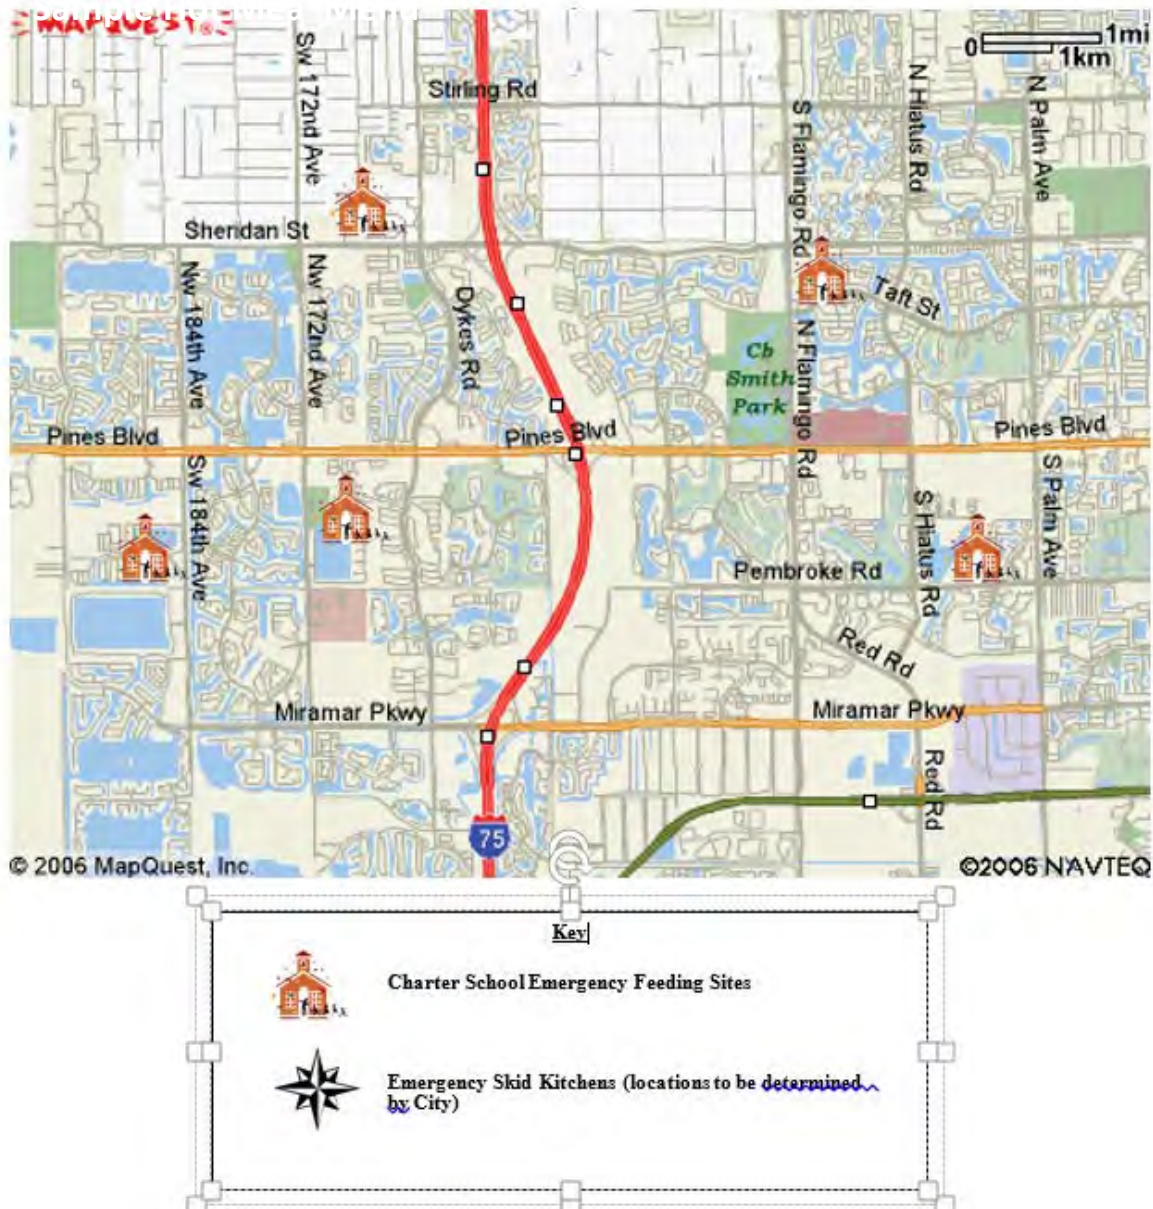 MAPQUEST
0
1mi
1km
Sw 172nd Ave
Stirling Rd
S Flamingo Rd
N Hiatus Rd
N Palm Ave
Sheridan St
Nw 184th Ave
Nw 172nd Ave
Dykes Rd
Taft St
Cb
Smith
Park
N Flamingo Rd
Pines Blvd
Pines Blvd
Pines Blvd
Sw 184th Ave
S Hiatus Rd
S Palm Ave
Pembroke Rd
Red Rd
Miramar Pkwy
Miramar Pkwy
Red Rd
75
© 2006 MapQuest, Inc.
©2006 NAVTEQ
Key
Charter School Emergency Feeding Sites
Emergency Skid Kitchens (locations to be determined
by City)